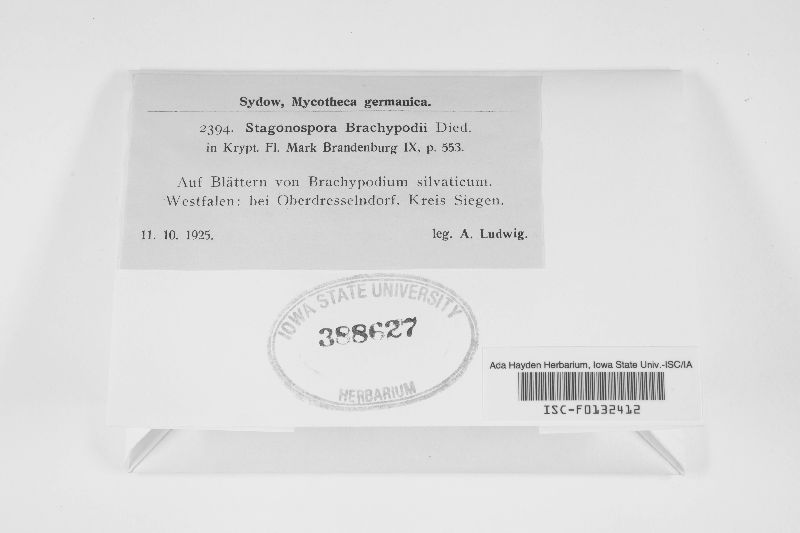 Sydow, Mycotheca germanica.
2394. Stagonospora Brachypodii Died.
in Krypt. Fl. Mark Brandenburg IX, p. 553.
Auf Blättern von Brachypodium silvaticum.
Westfalen: bei Oberdresselndorf, Kreis Siegen.
11. 10. 1925. leg. A. Ludwig.
IOWA STATE UNIVERSITY
388627
HERBARIUM
Ada Hayden Herbarium, Iowa State Univ.-ISC/IA
ISC-F0132412